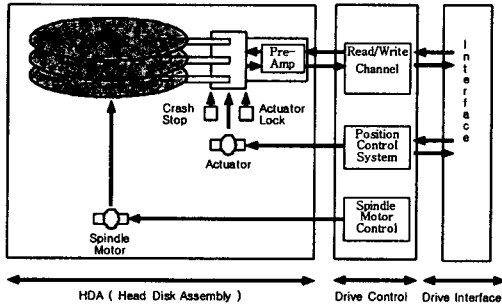 Pre-
Amp
Read/Write
Channel
Interface
Crash
Stop
Actuator
Lock
Actuator
Position
Control
System
Spindle
Motor
Spindle
Motor
Control
HDA ( Head Disk Assembly )
Drive Control
Drive Interface